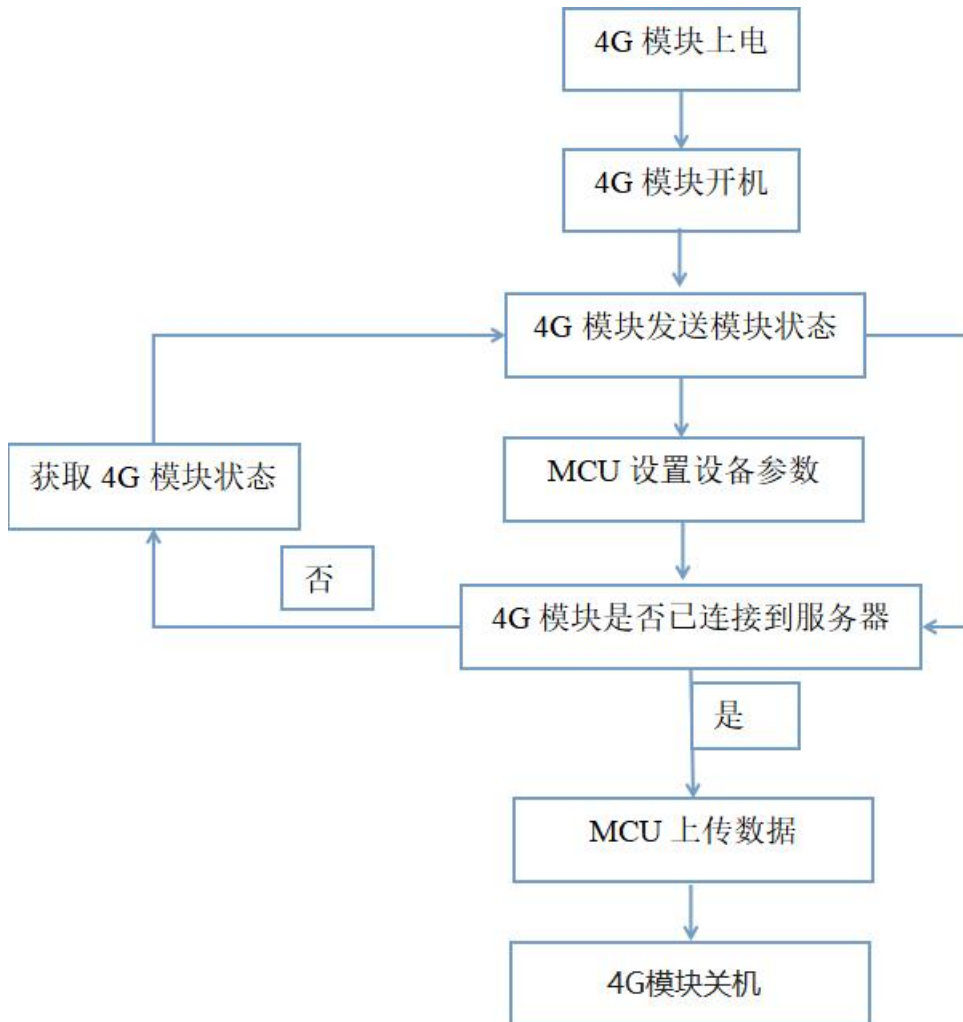 4G 模块上电
4G 模块开机
4G 模块发送模块状态
获取 4G 模块状态
MCU 设置设备参数
否
4G 模块是否已连接到服务器
是
MCU 上传数据
4G模块关机